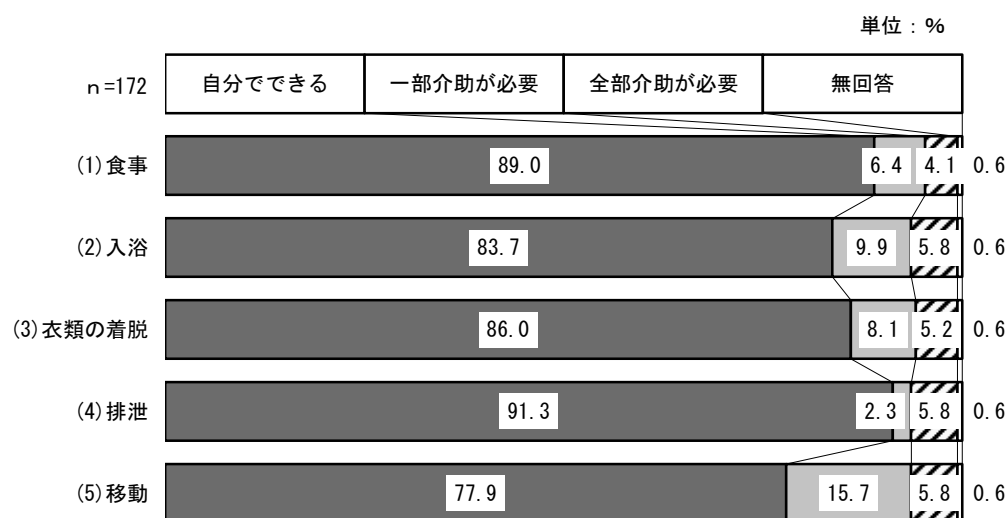 単位:%
n=172 自分でできる 一部介助が必要 全部介助が必要 無回答
(1)食事 89.0 6.4 4.1 0.6
(2)入浴 83.7 9.9 5.8 0.6
(3)衣類の着脱 86.0 8.1 5.2 0.6
(4)排泄 91.3 2.3 5.8 0.6
(5)移動 77.9 15.7 5.8 0.6